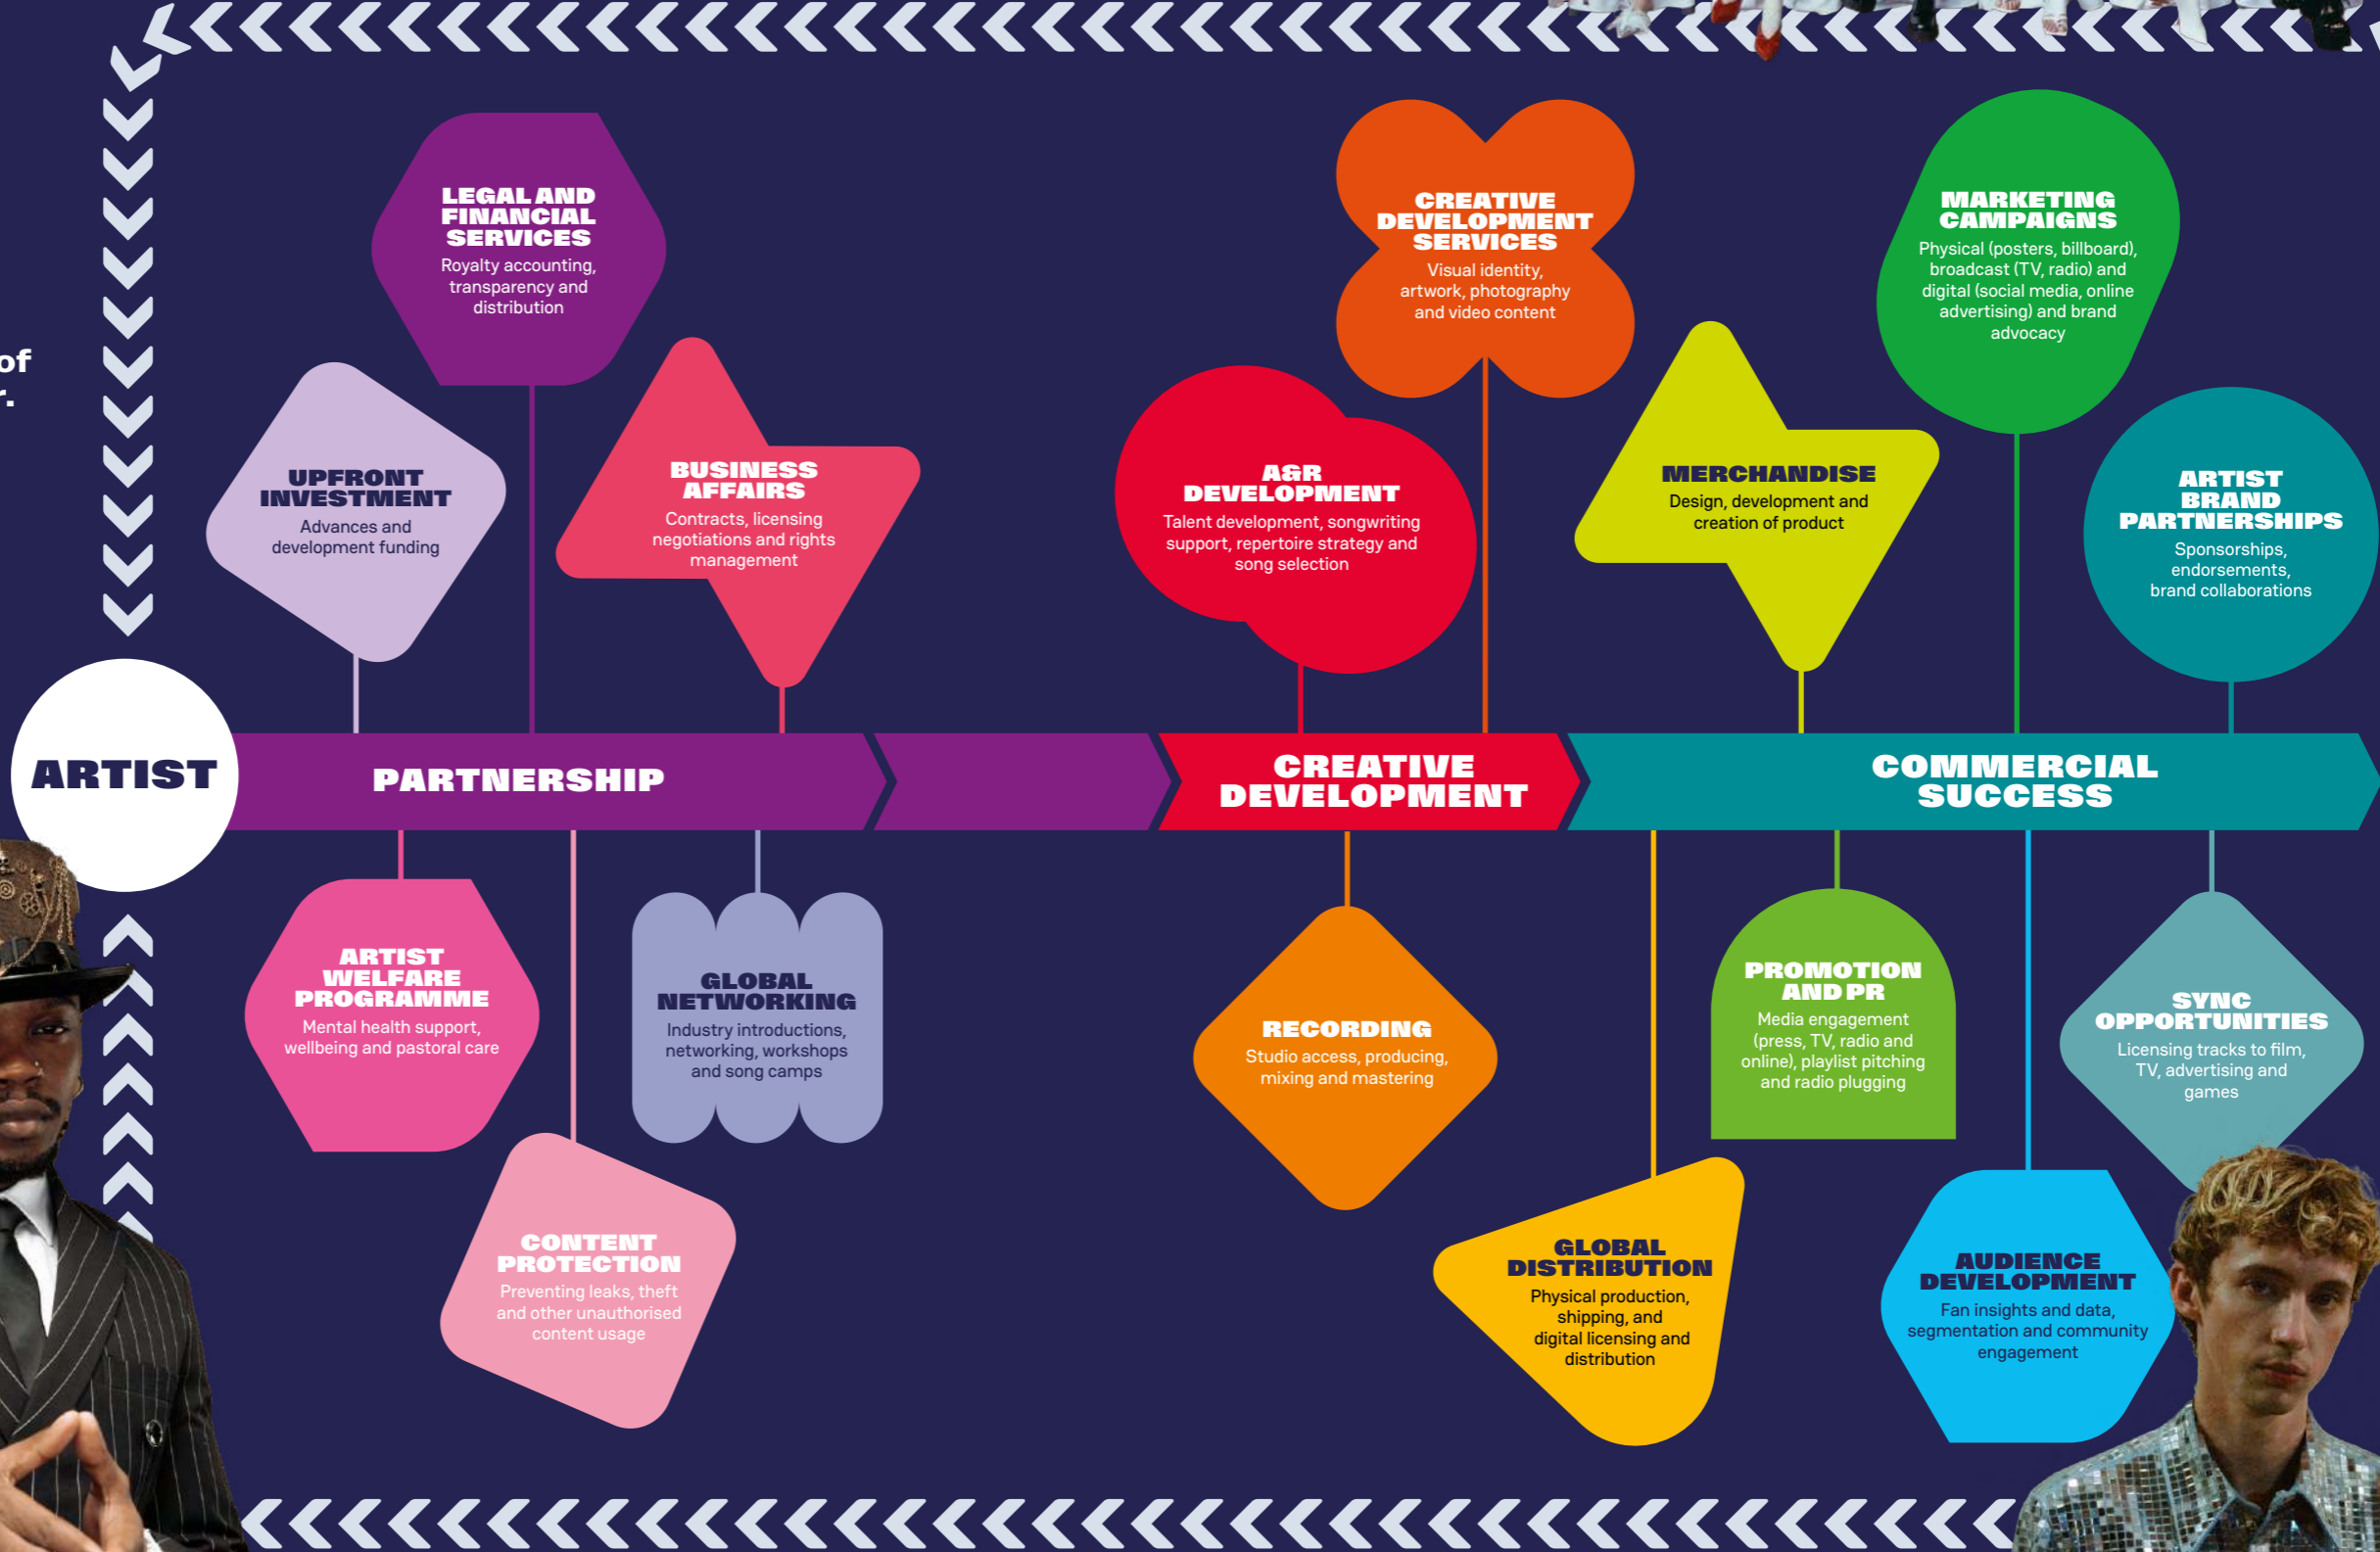 of
r.
LEGAL AND
FINANCIAL
SERVICES
Royalty accounting,
transparency and
distribution
UPFRONT
INVESTMENT
Advances and
development funding
BUSINESS
AFFAIRS
Contracts, licensing
negotiations and rights
management
CREATIVE
DEVELOPMENT
SERVICES
Visual identity,
artwork, photography
and video content
A&R
DEVELOPMENT
Talent development, songwriting
support, repertoire strategy and
song selection
MERCHANDISE
Design, development and
creation of product
MARKETING
CAMPAIGNS
Physical (posters, billboard),
broadcast (TV, radio) and
digital (social media, online
advertising) and brand
advocacy
ARTIST
BRAND
PARTNERSHIPS
Sponsorships,
endorsements,
brand collaborations
ARTIST
PARTNERSHIP
CREATIVE
DEVELOPMENT
COMMERCIAL
SUCCESS
ARTIST
WELFARE
PROGRAMME
Mental health support,
wellbeing and pastoral care
CONTENT
PROTECTION
Preventing leaks, theft
and other unauthorised
content usage
GLOBAL
NETWORKING
Industry introductions,
networking, workshops
and song camps
RECORDING
Studio access, producing,
mixing and mastering
GLOBAL
DISTRIBUTION
Physical production,
shipping, and
digital licensing and
distribution
PROMOTION
AND PR
Media engagement
(press, TV, radio and
online), playlist pitching
and radio plugging
AUDIENCE
DEVELOPMENT
Fan insights and data,
segmentation and community
engagement
SYNC
OPPORTUNITIES
Licensing tracks to film,
TV, advertising and
games